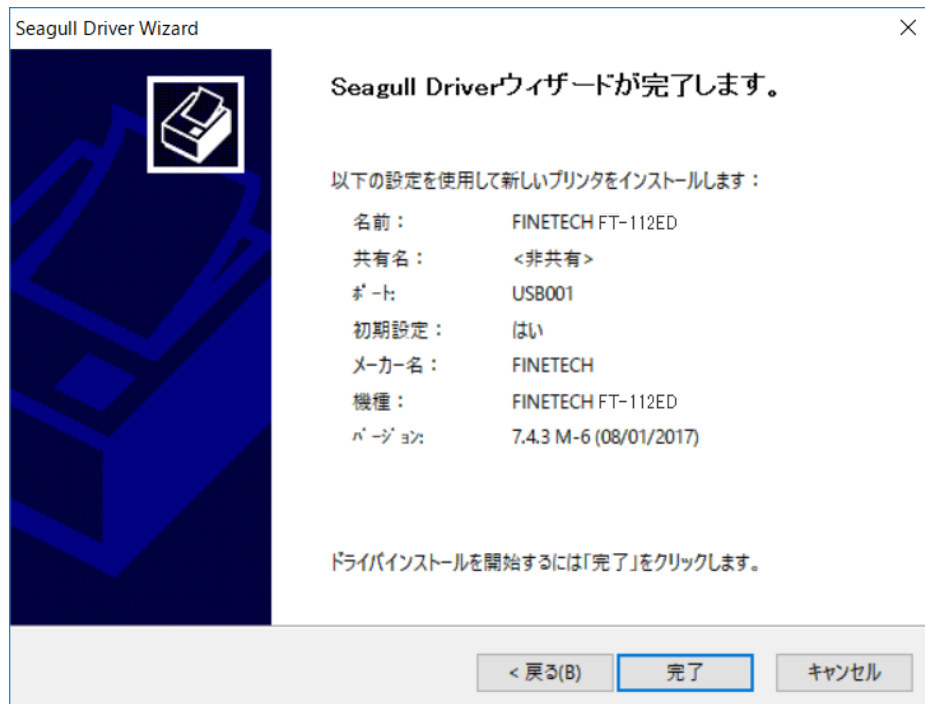 Seagull Driver Wizard
Seagull Driverウィザードが完了します。
以下の設定を使用して新しいプリンタをインストールします：
名前： FINETECH FT-112ED
共有名： <非共有>
ﾎﾟｰﾄ: USB001
初期設定： はい
メーカー名： FINETECH
機種： FINETECH FT-112ED
ﾊﾞｰｼﾞｮﾝ: 7.4.3 M-6 (08/01/2017)
ドライバインストールを開始するには「完了」をクリックします。
< 戻る(B) 完了 キャンセル